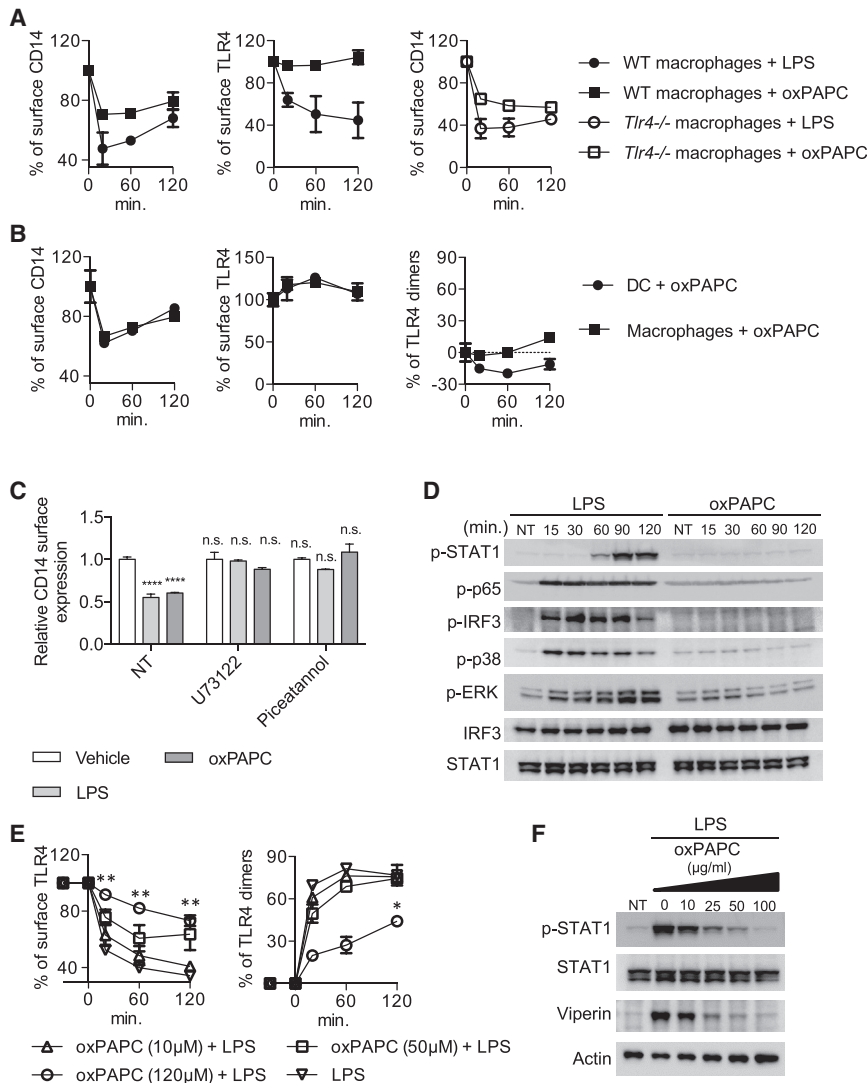 A
% of surface CD14
120
80
40
0 60 120
min.
% of surface TLR4
120
100
80
60
40
20
0
0 60 120
min.
% of surface CD14
120
80
40
0
0 60 120
min.
WT macrophages + LPS
WT macrophages + oxPAPC
Tlr4-/- macrophages + LPS
Tlr4-/- macrophages + oxPAPC
B
% of surface CD14
120
80
40
0 60 120
min.
% of surface TLR4
150
100
50
0
0 60 120
min.
% of TLR4 dimers
90
60
30
0
-30
0 60 120
min.
DC + oxPAPC
Macrophages + oxPAPC
C
Relative CD14 surface
expression
1.5
1.0
0.5
0.0
**** ****
n.s. n.s. n.s.
n.s. n.s. n.s.
NT
U73122
Piceatannol
Vehicle
oxPAPC
LPS
D
LPS oxPAPC
(min.) NT 15 30 60 90 120 NT 15 30 60 90 120
p-STAT1
p-p65
p-IRF3
p-p38
p-ERK
IRF3
STAT1
E
% of surface TLR4
120
80
40
** ** **
0 60 120
min.
% of TLR4 dimers
90
60
30
0
*
0 60 120
min.
oxPAPC (10μM) + LPS
oxPAPC (50μM) + LPS
oxPAPC (120μM) + LPS
LPS
F
LPS
oxPAPC
(μg/ml)
NT 0 10 25 50 100
p-STAT1
STAT1
Viperin
Actin